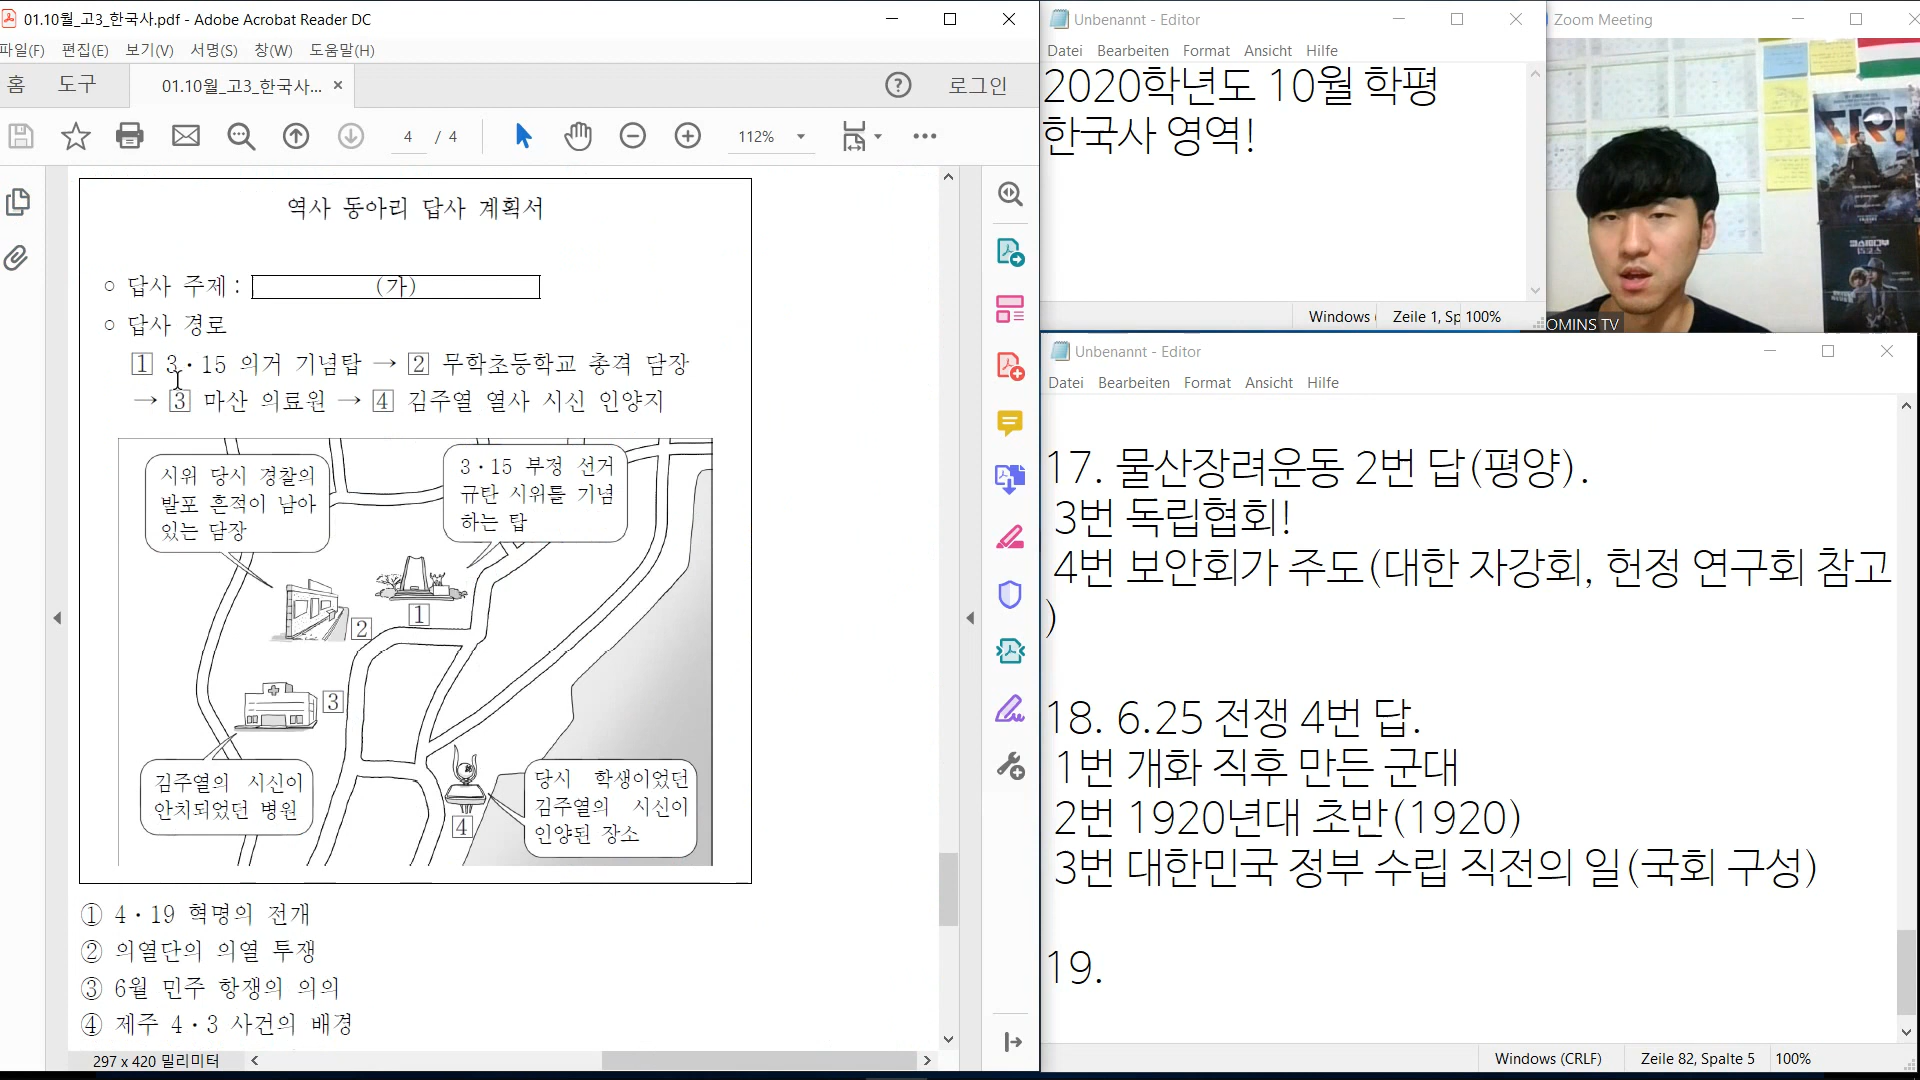 01.10월_고3_한국사.pdf - Adobe Acrobat Reader DC
파일(F) 편집(E) 보기(V) 서명(S) 창(W) 도움말(H)
홈 도구 01.10월_고3_한국사... × 로그인
4 / 4 112%
역사 동아리 답사 계획서
○ 답사 주제 : (가)
○ 답사 경로
1 3·15 의거 기념탑 → 2 무학초등학교 총격 담장
→ 3 마산 의료원 → 4 김주열 열사 시신 인양지
시위 당시 경찰의
발포 흔적이 남아
있는 담장
3·15 부정 선거
규탄 시위를 기념
하는 탑
1
2
3
김주열의 시신이
안치되었던 병원
당시 학생이었던
김주열의 시신이
인양된 장소
4
① 4·19 혁명의 전개
② 의열단의 의열 투쟁
③ 6월 민주 항쟁의 의의
④ 제주 4·3 사건의 배경
297 x 420 밀리미터
Unbenannt - Editor
Datei Bearbeiten Format Ansicht Hilfe
2020학년도 10월 학평
한국사 영역!
Windows ( Zeile 1, Sp 100%
Zoom Meeting
OMINS TV
Unbenannt - Editor
Datei Bearbeiten Format Ansicht Hilfe
17. 물산장려운동 2번 답(평양).
3번 독립협회!
4번 보안회가 주도(대한 자강회, 헌정 연구회 참고
)
18. 6.25 전쟁 4번 답.
1번 개화 직후 만든 군대
2번 1920년대 초반(1920)
3번 대한민국 정부 수립 직전의 일(국회 구성)
19.
Windows (CRLF) Zeile 82, Spalte 5 100%